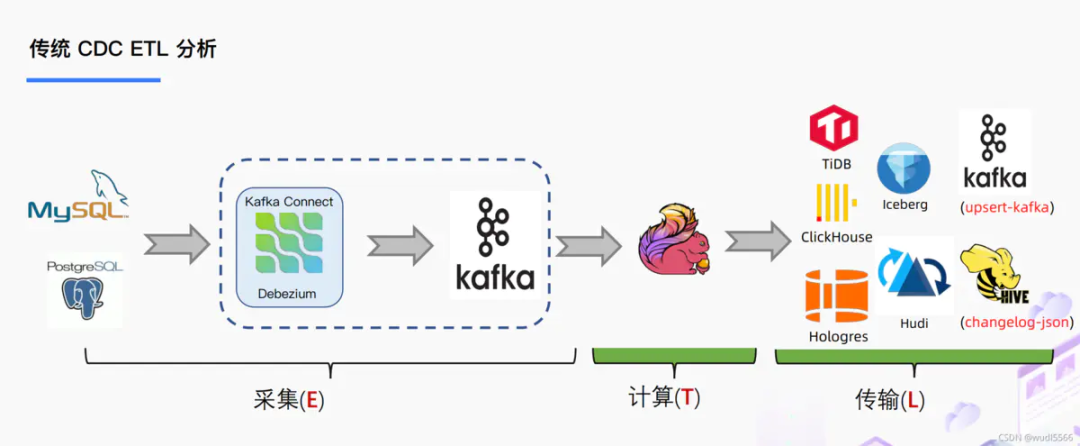 传统 CDC ETL 分析
MySQL
PostgreSQL
Kafka Connect
Debezium
kafka
TiDB
ClickHouse
Hologres
Iceberg
Hudi
kafka
(upsert-kafka)
HIVE
(changelog-json)
采集(E)
计算(T)
传输(L)
CSDN @wudl5566